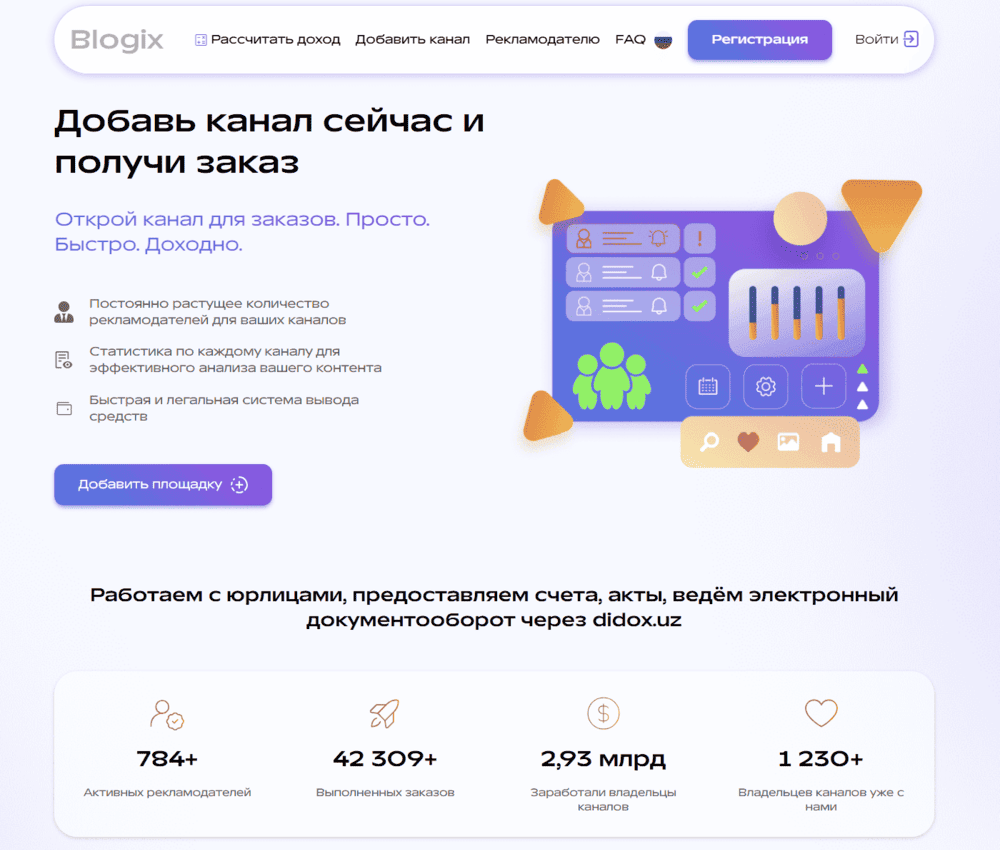 Blogix
Рассчитать доход
Добавить канал
Рекламодателю
FAQ
Регистрация
Войти
Добавь канал сейчас и
получи заказ
Открой канал для заказов. Просто.
Быстро. Доходно.
Постоянно растущее количество
рекламодателей для ваших каналов
Статистика по каждому каналу для
эффективного анализа вашего контента
Быстрая и легальная система вывода
средств
Добавить площадку
Работаем с юрлицами, предоставляем счета, акты, ведём электронный
документооборот через didox.uz
784+
Активных рекламодателей
42 309+
Выполненных заказов
2,93 млрд
Заработали владельцы
каналов
1 230+
Владельцев каналов уже с
нами